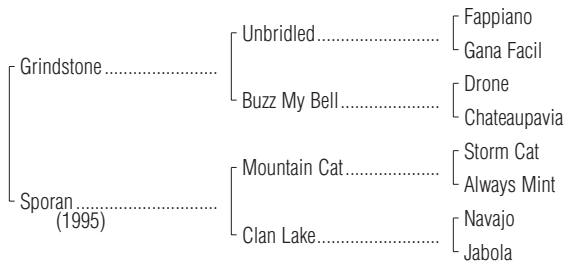 Fappiano
Unbridled
Gana Facil
Grindstone
Drone
Buzz My Bell
Chateaupavia
Storm Cat
Mountain Cat
Always Mint
Sporan
(1995)
Navajo
Clan Lake
Jabola